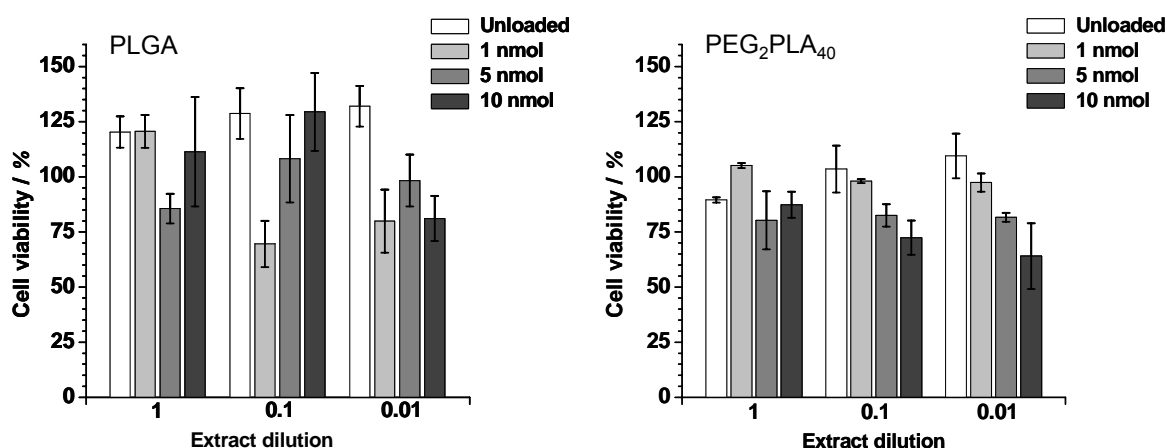 PLGA
Unloaded
1 nmol
5 nmol
10 nmol
150
125
100
75
50
25
0
Cell viability / %
1 0.1 0.01
Extract dilution
PEG₂PLA₄₀
Unloaded
1 nmol
5 nmol
10 nmol
150
125
100
75
50
25
0
Cell viability / %
1 0.1 0.01
Extract dilution